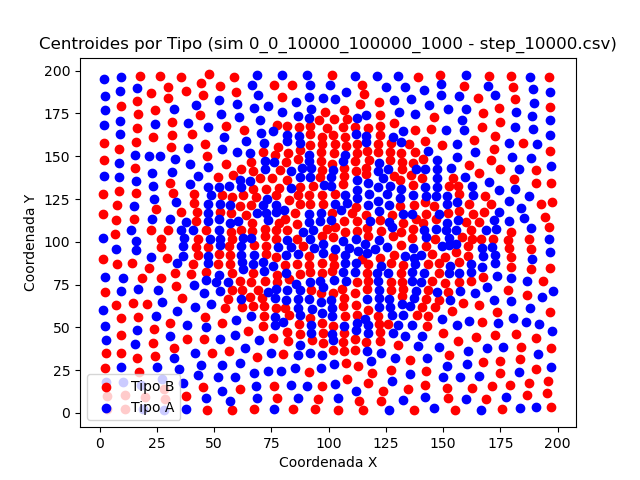 Centroides por Tipo (sim 0_0_10000_100000_1000 - step_10000.csv)
Coordenada Y
200
175
150
125
100
75
50
25
0
Tipo B
Tipo A
0 25 50 75 100 125 150 175 200
Coordenada X